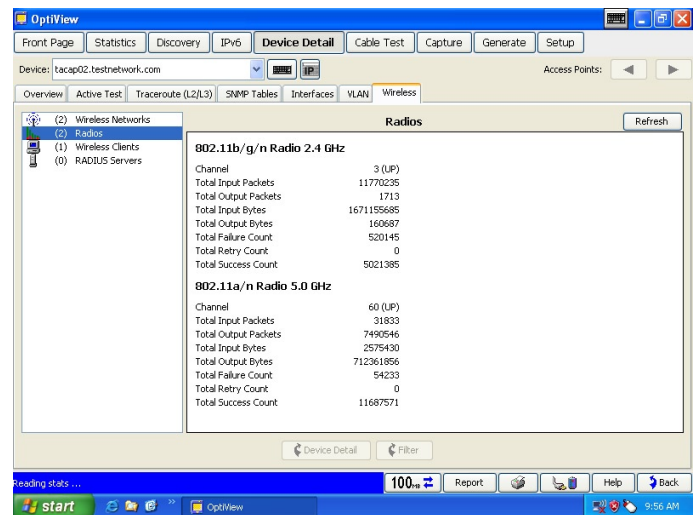 OptiView
Front Page Statistics Discovery IPv6 Device Detail Cable Test Capture Generate Setup
Device: tacap02.testnetwork.com IP Access Points:
Overview Active Test Traceroute (L2/L3) SNMP Tables Interfaces VLAN Wireless
(2) Wireless Networks
(2) Radios
(1) Wireless Clients
(0) RADIUS Servers
Radios
Refresh
802.11b/g/n Radio 2.4 GHz
Channel 3 (UP)
Total Input Packets 11770235
Total Output Packets 1713
Total Input Bytes 1671155685
Total Output Bytes 160687
Total Failure Count 520145
Total Retry Count 0
Total Success Count 5021385
802.11a/n Radio 5.0 GHz
Channel 60 (UP)
Total Input Packets 31833
Total Output Packets 7490546
Total Input Bytes 2575430
Total Output Bytes 712361856
Total Failure Count 54233
Total Retry Count 0
Total Success Count 11687571
Device Detail Filter
Reading stats ... 100 Report Help Back
start OptiView 9:56 AM